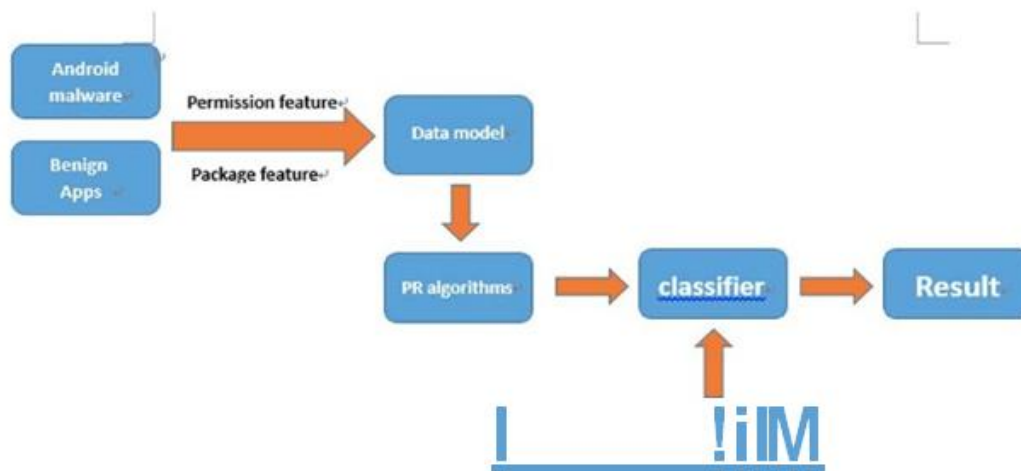 Android
malware
Benign
Apps
Permission feature
Package feature
Data model
PR algorithms
classifier
Result